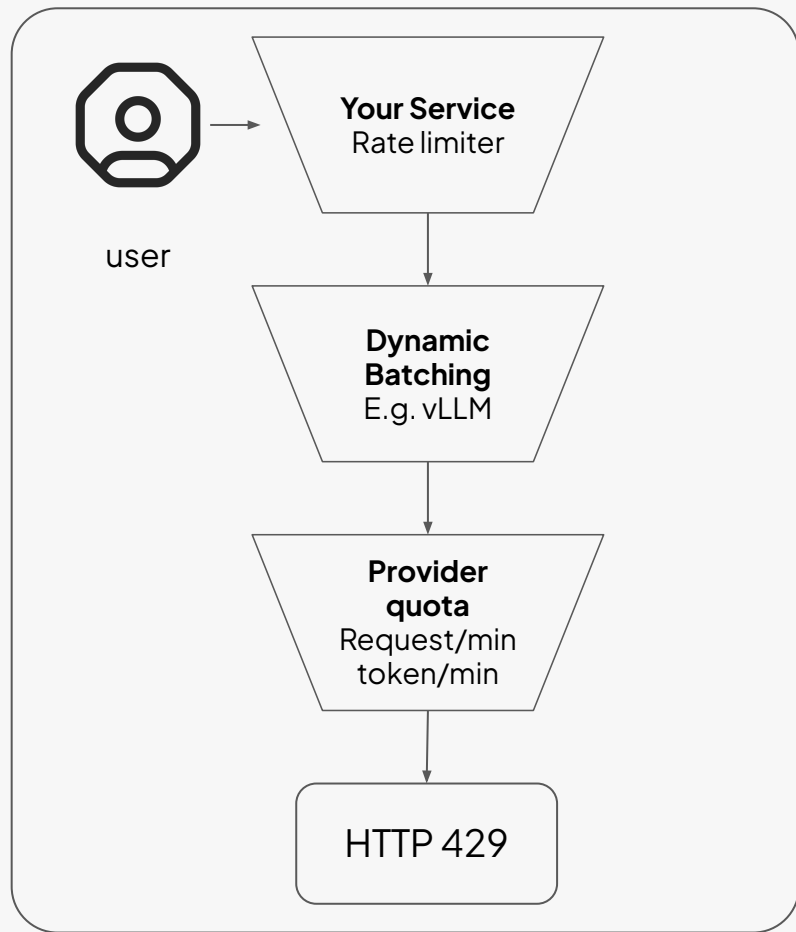 Your Service
Rate limiter
user
Dynamic
Batching
E.g. vLLM
Provider
quota
Request/min
token/min
HTTP 429